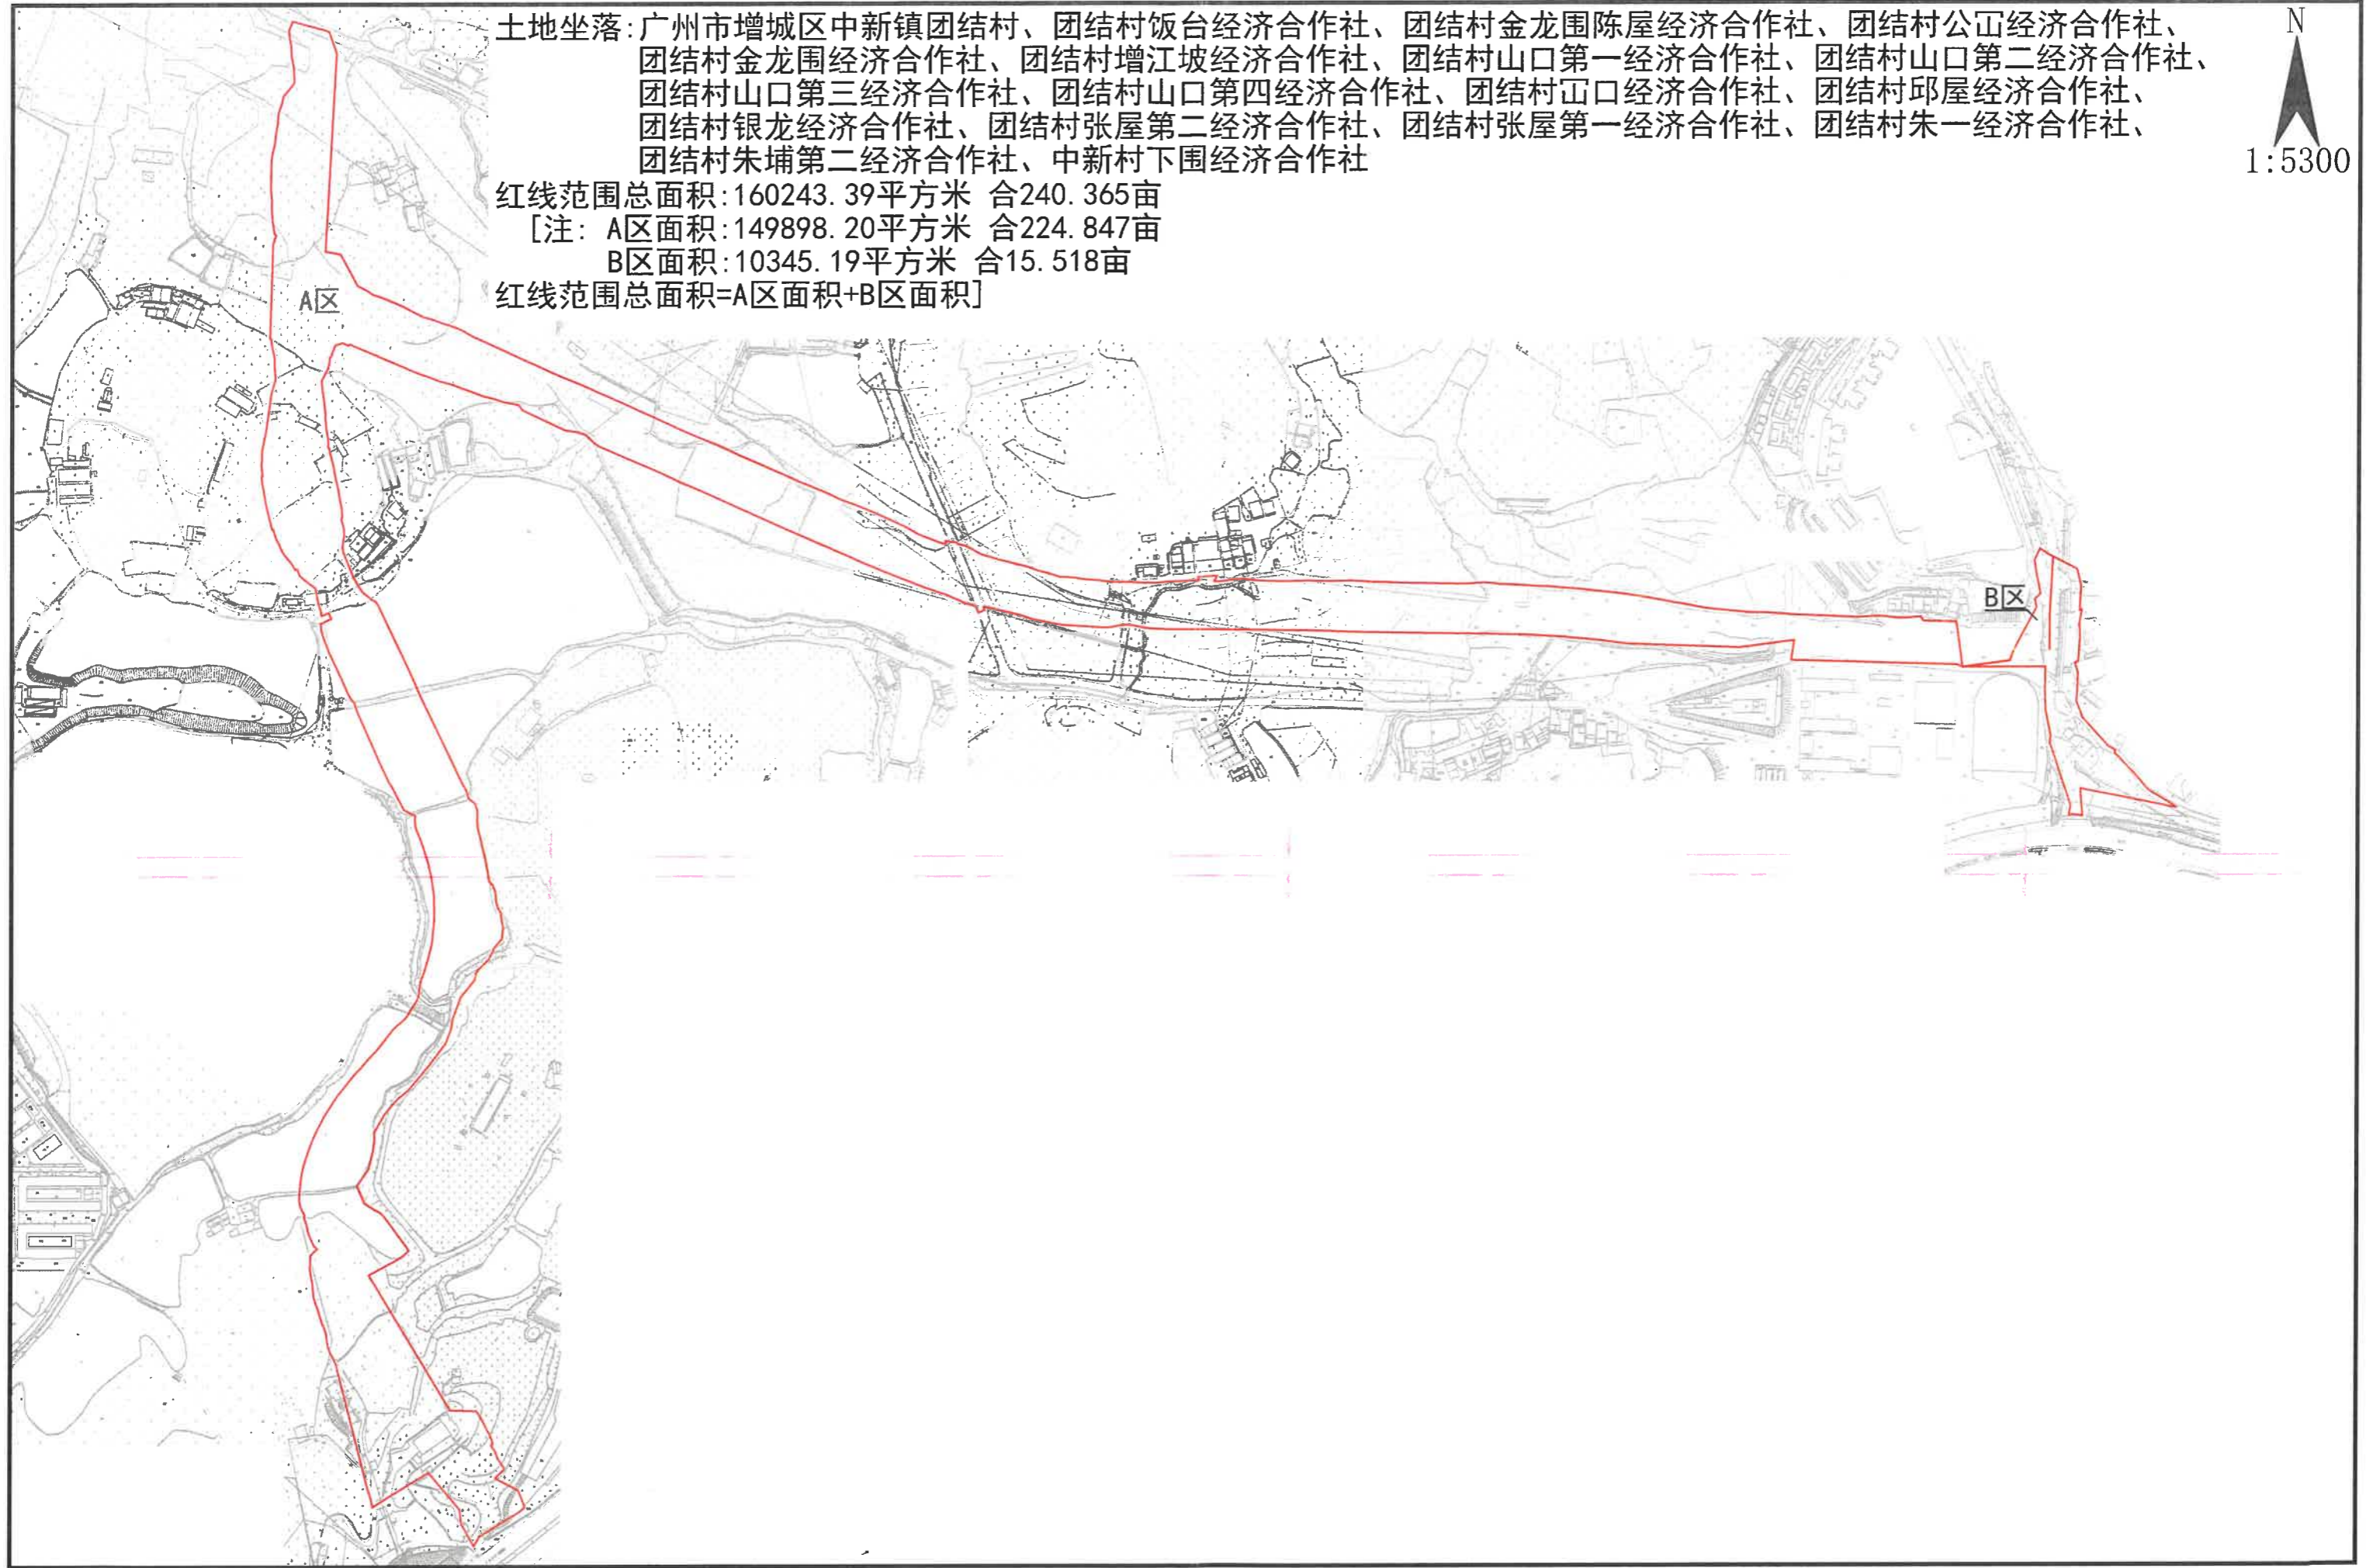 土地坐落:广州市增城区中新镇团结村、团结村饭台经济合作社、团结村金龙围陈屋经济合作社、团结村公冚经济合作社、
团结村金龙围经济合作社、团结村增江坡经济合作社、团结村山口第一经济合作社、团结村山口第二经济合作社、
团结村山口第三经济合作社、团结村山口第四经济合作社、团结村冚口经济合作社、团结村邱屋经济合作社、
团结村银龙经济合作社、团结村张屋第二经济合作社、团结村张屋第一经济合作社、团结村朱一经济合作社、
团结村朱埔第二经济合作社、中新村下围经济合作社
红线范围总面积:160243.39平方米 合240.365亩
[注: A区面积:149898.20平方米 合224.847亩
B区面积:10345.19平方米 合15.518亩
红线范围总面积=A区面积+B区面积]
N
1:5300
A区
B区